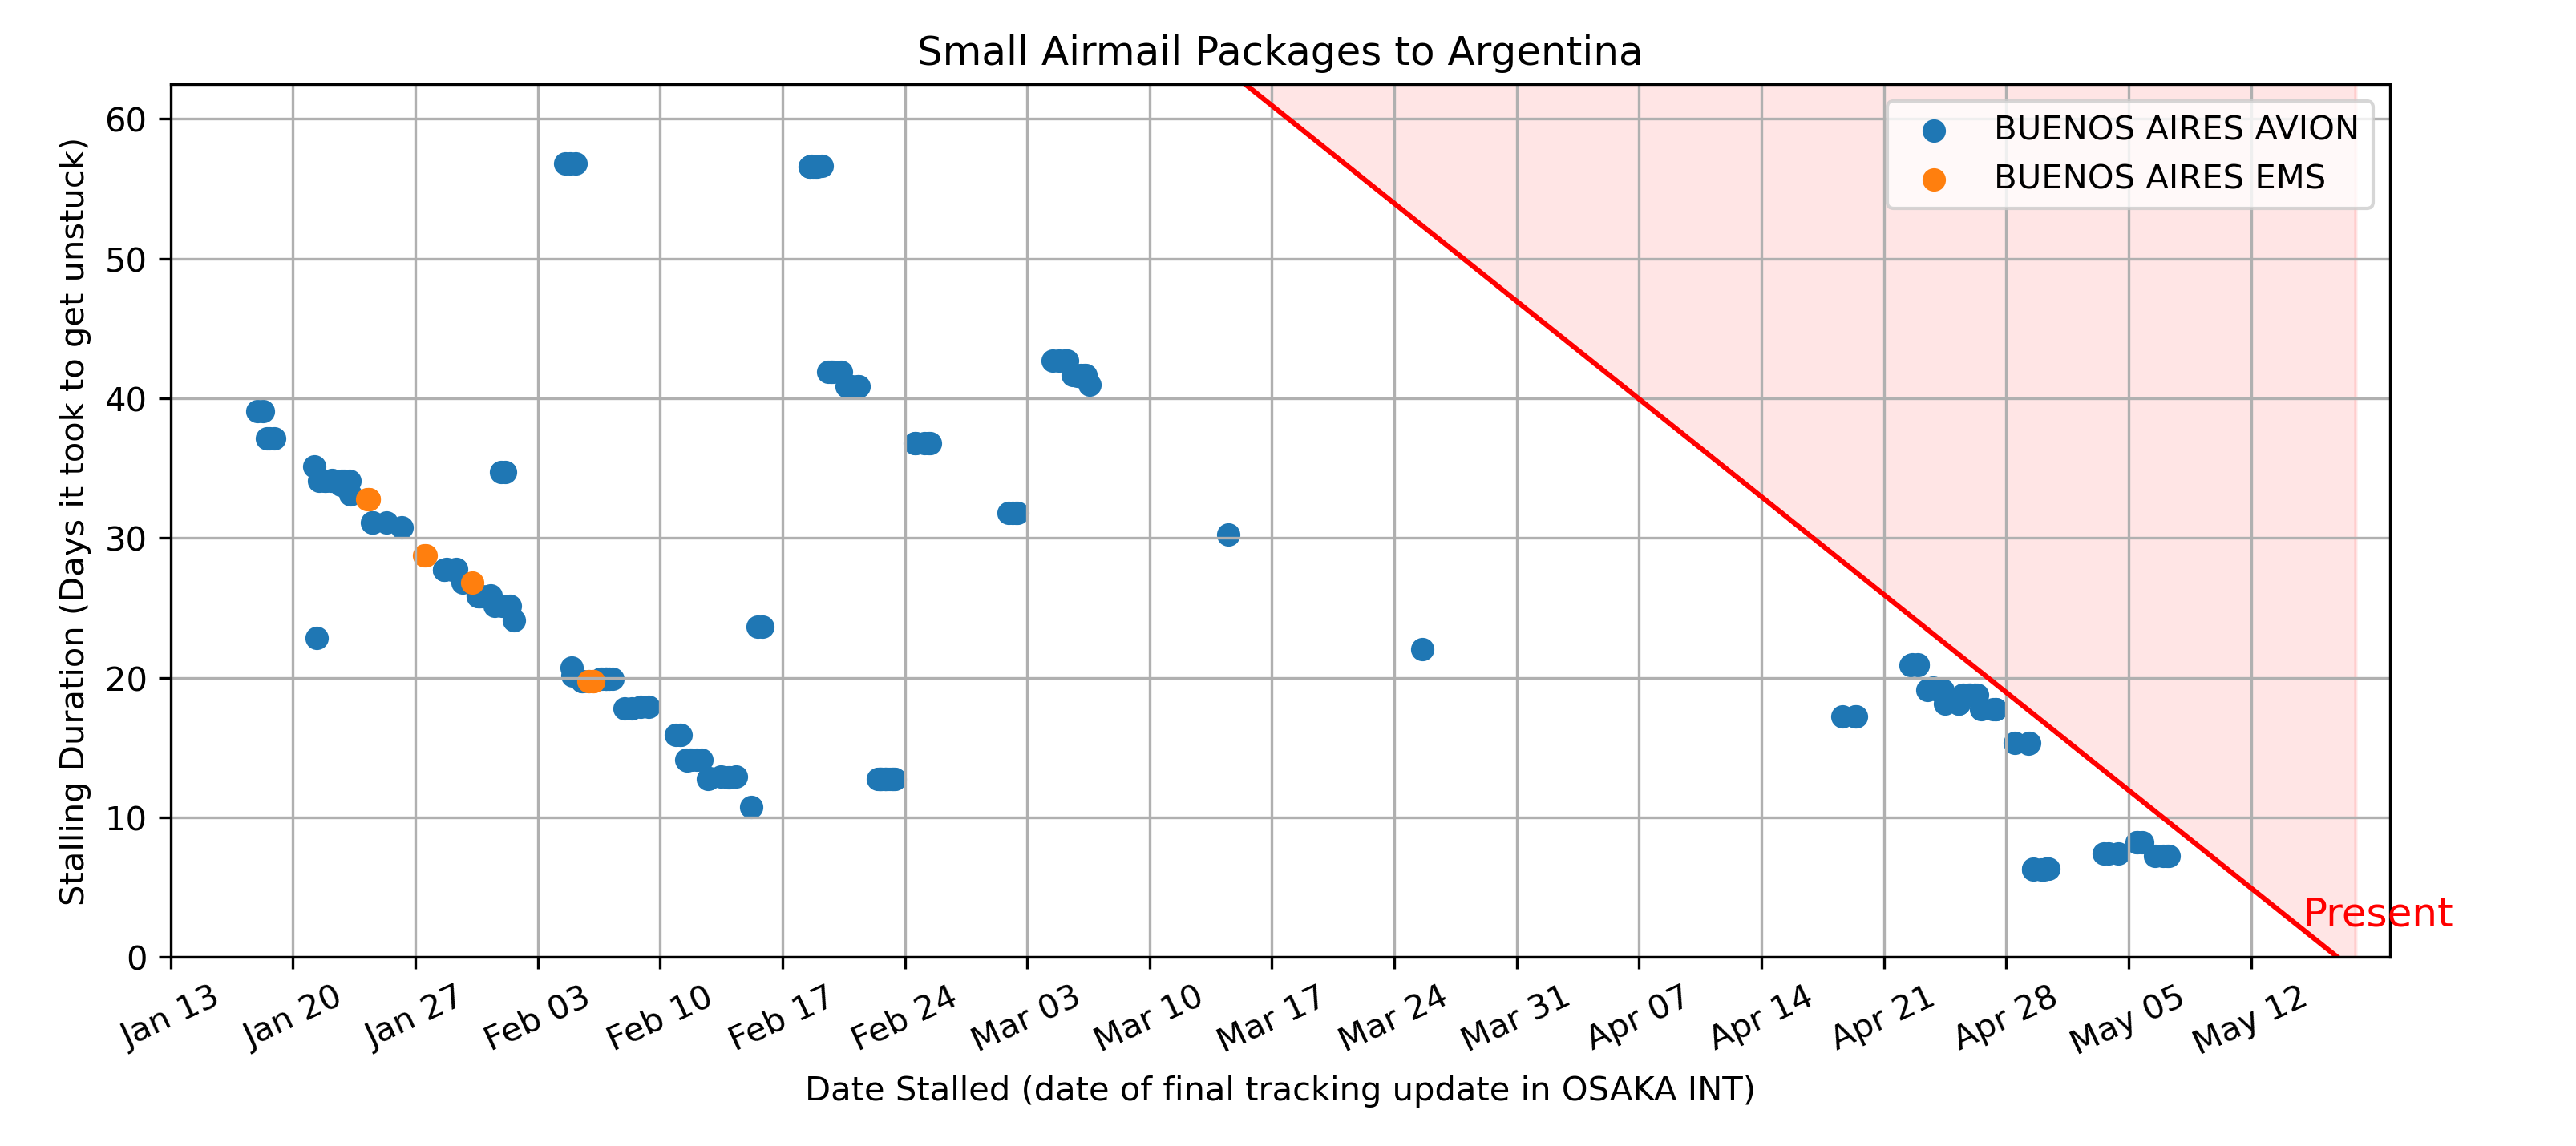 Small Airmail Packages to Argentina
BUENOS AIRES AVION
BUENOS AIRES EMS
Stalling Duration (Days it took to get unstuck)
60
50
40
30
20
10
0
Present
Jan 13
Jan 20
Jan 27
Feb 03
Feb 10
Feb 17
Feb 24
Mar 03
Mar 10
Mar 17
Mar 24
Mar 31
Apr 07
Apr 14
Apr 21
Apr 28
May 05
May 12
Date Stalled (date of final tracking update in OSAKA INT)